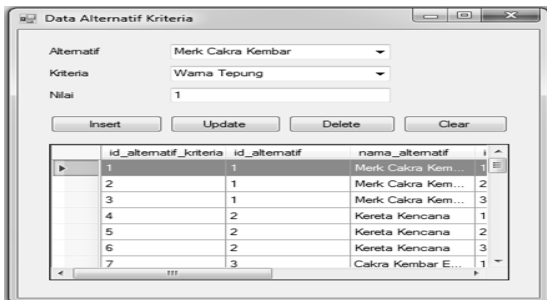 Data Alternatif Kriteria
Alternatif Merk Cakra Kembar
Kriteria Warna Tepung
Nilai 1
Insert Update Delete Clear
id_alternatif_kriteria id_alternatif nama_alternatif i
1 1 Merk Cakra Kem... 1
2 1 Merk Cakra Kem... 2
3 1 Merk Cakra Kem... 3
4 2 Kereta Kencana 1
5 2 Kereta Kencana 2
6 2 Kereta Kencana 3
7 3 Cakra Kembar E... 1